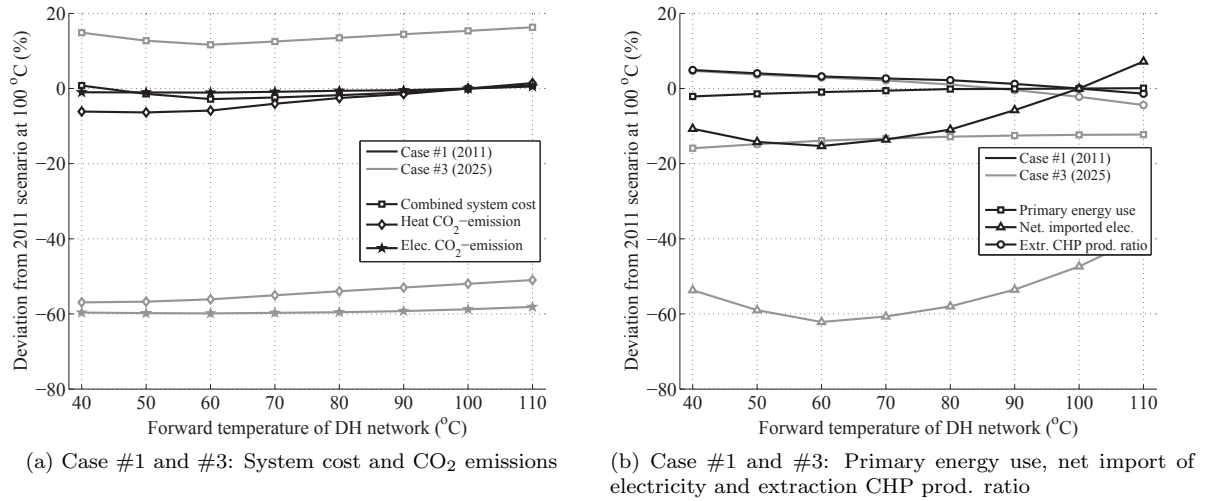 20
0
−20
−40
−60
−80
40 50 60 70 80 90 100 110
Deviation from 2011 scenario at 100 °C (%)
Forward temperature of DH network (°C)
Case #1 (2011)
Case #3 (2025)
Combined system cost
Heat CO₂−emission
Elec. CO₂−emission
(a) Case #1 and #3: System cost and CO₂ emissions
20
0
−20
−40
−60
−80
40 50 60 70 80 90 100 110
Deviation from 2011 scenario at 100 °C (%)
Forward temperature of DH network (°C)
Case #1 (2011)
Case #3 (2025)
Primary energy use
Net. imported elec.
Extr. CHP prod. ratio
(b) Case #1 and #3: Primary energy use, net import of
electricity and extraction CHP prod. ratio